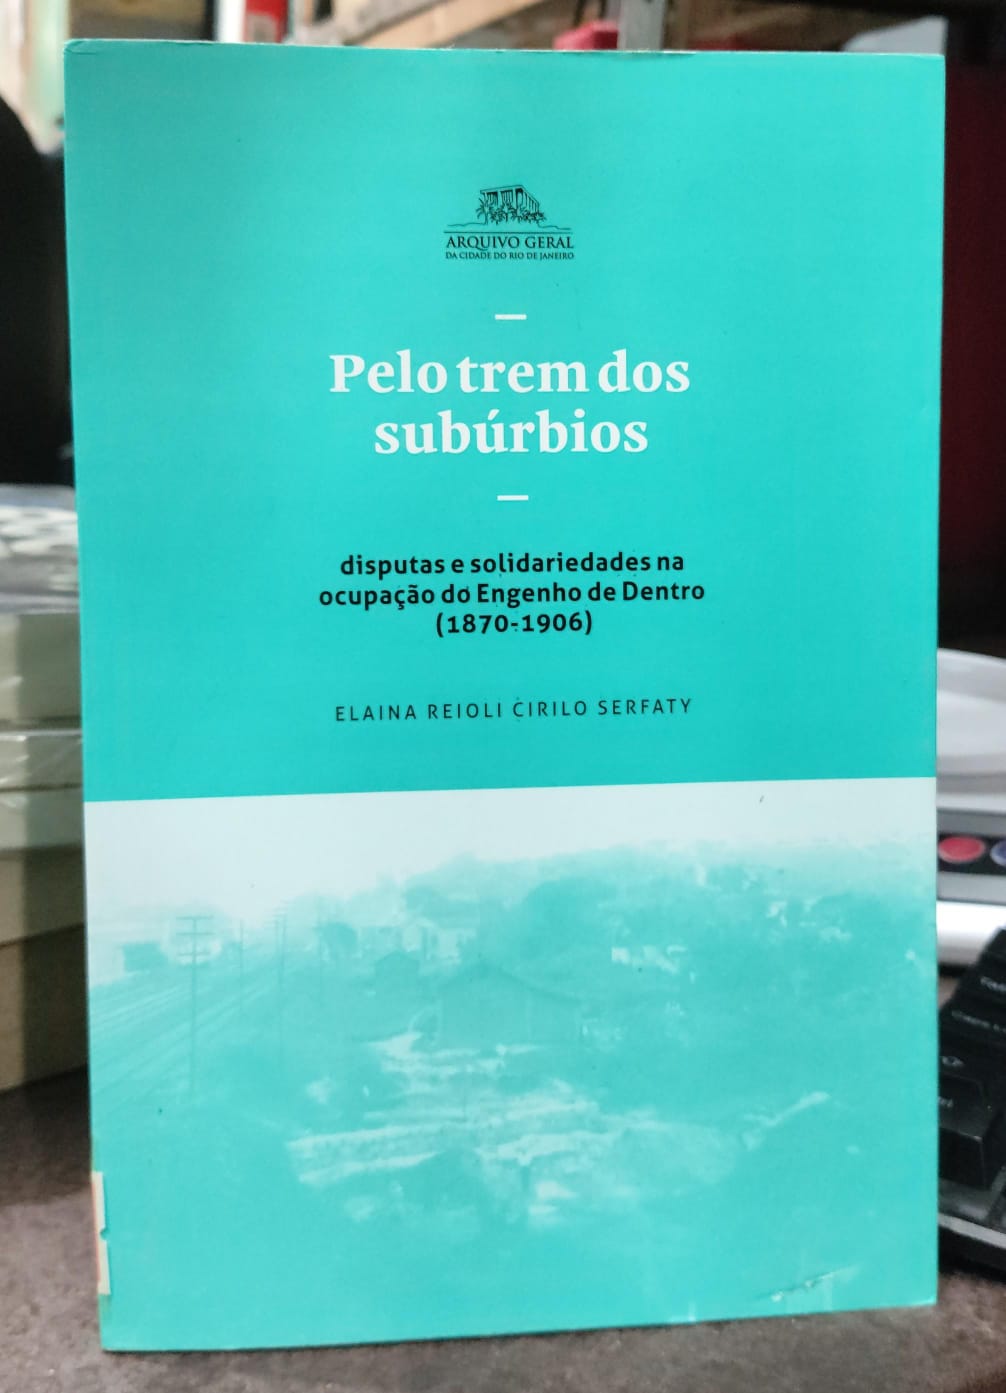 ARQUIVO GERAL
DA CIDADE DO RIO DE JANEIRO
Pelo trem dos
subúrbios
disputas e solidariedades na
ocupação do Engenho de Dentro
(1870-1906)
ELAINA REIOLI CIRILO SERFATY